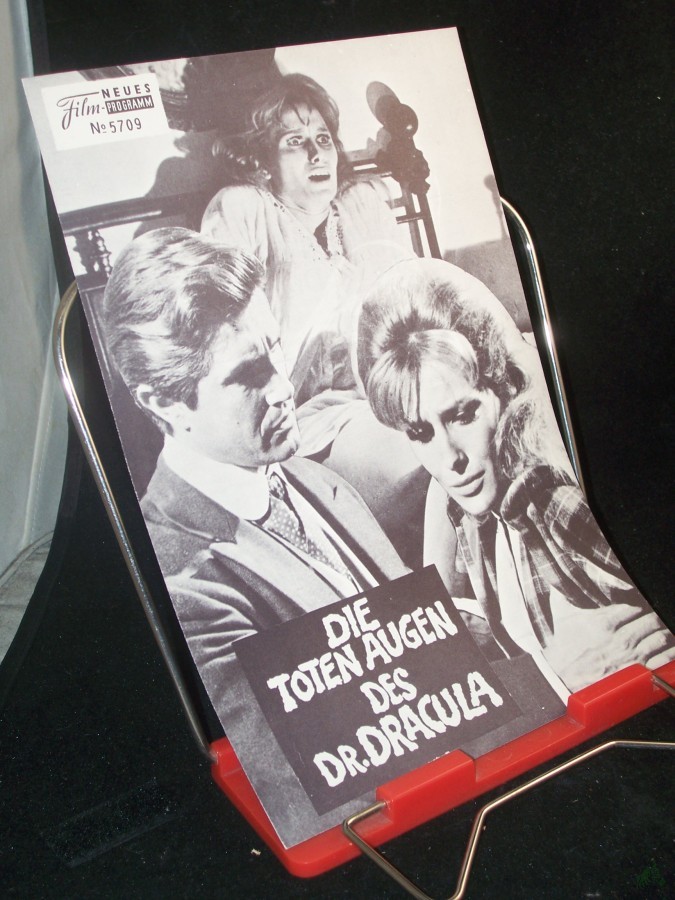 NEUES
Film-PROGRAMM
No 5709
DIE
TOTEN AUGEN
DES
DR. DRACULA